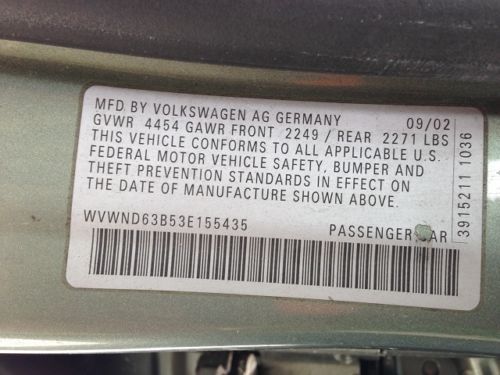 MFD. BY VOLKSWAGEN AG GERMANY 09/02
GVWR 4454 GAWR FRONT 2249 / REAR 2271 LBS
THIS VEHICLE CONFORMS TO ALL APPLICABLE U.S.
FEDERAL MOTOR VEHICLE SAFETY, BUMPER AND
THEFT PREVENTION STANDARDS IN EFFECT ON
THE DATE OF MANUFACTURE SHOWN ABOVE.
WVWND63B53E155435 PASSENGER CAR
39152111 1036